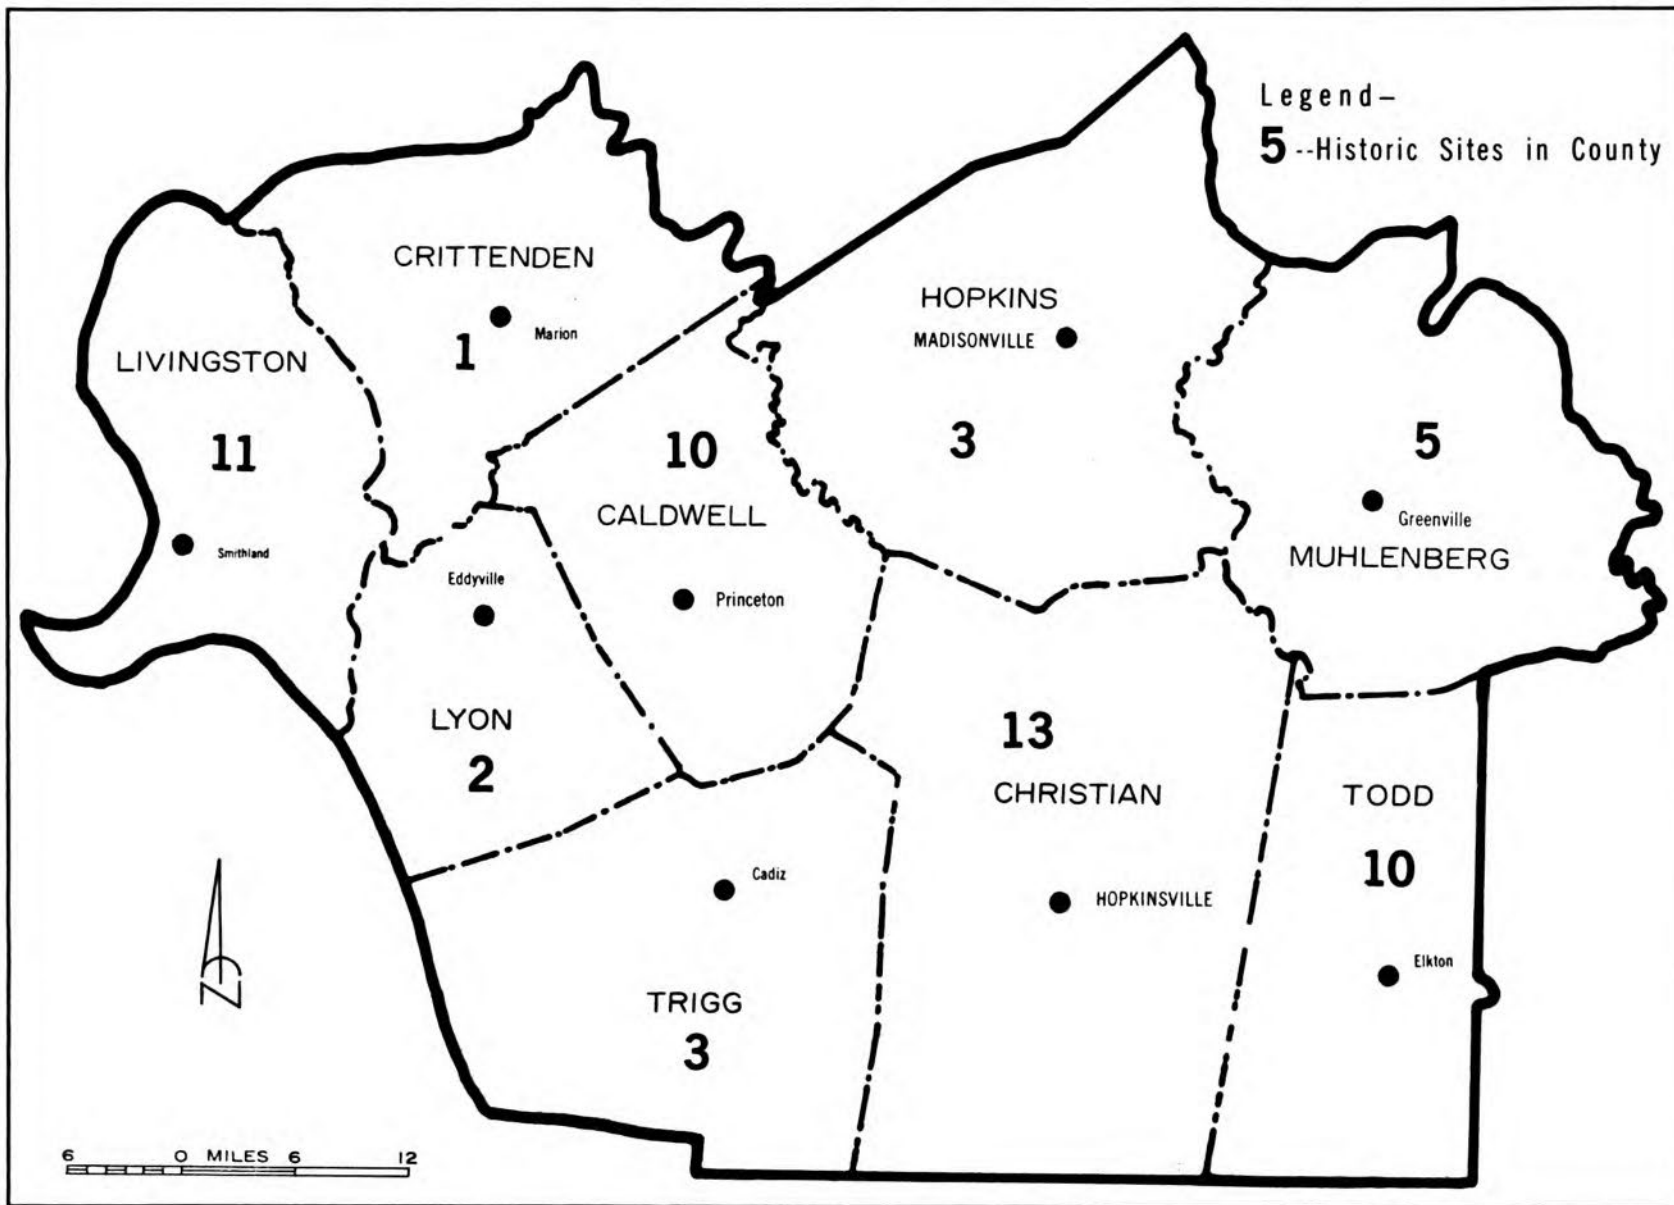 Legend-
5 --Historic Sites in County
CRITTENDEN
Marion
1
HOPKINS
MADISONVILLE
3
LIVINGSTON
11
Smithland
10
CALDWELL
Princeton
5
Greenville
MUHLENBERG
Eddyville
LYON
2
13
CHRISTIAN
HOPKINSVILLE
TODD
10
Elkton
Cadiz
TRIGG
3
N
6 0 MILES 6 12